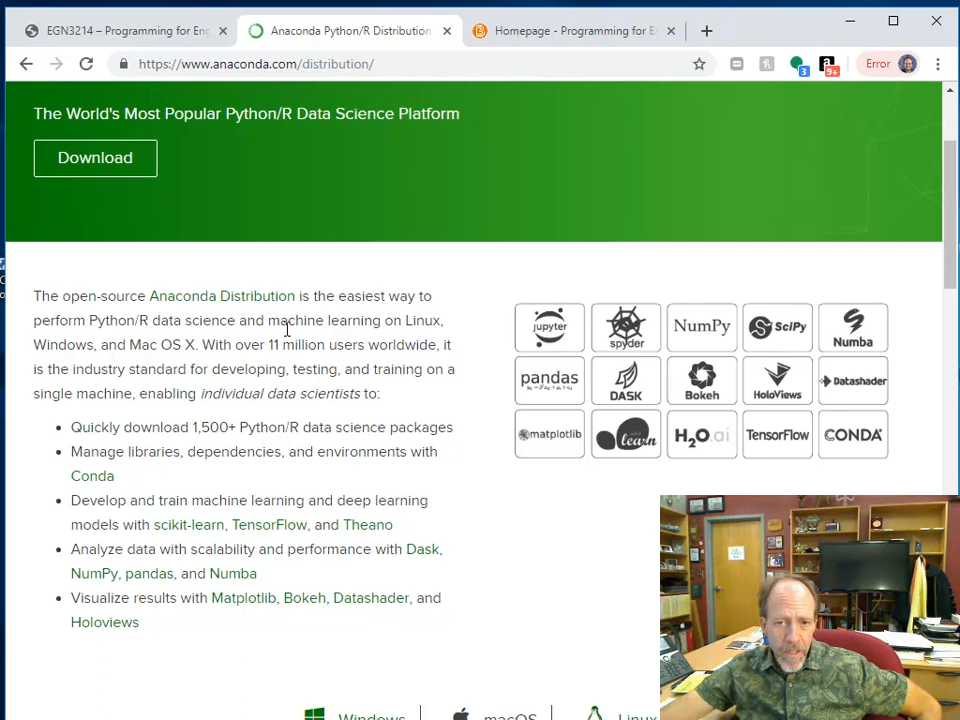 EGN3214 – Programming for Eng
Anaconda Python/R Distribution
Homepage - Programming for E
https://www.anaconda.com/distribution/
3
9+
Error
The World's Most Popular Python/R Data Science Platform
Download
The open-source Anaconda Distribution is the easiest way to
perform Python/R data science and machine learning on Linux,
Windows, and Mac OS X. With over 11 million users worldwide, it
is the industry standard for developing, testing, and training on a
single machine, enabling individual data scientists to:
Quickly download 1,500+ Python/R data science packages
Manage libraries, dependencies, and environments with
Conda
Develop and train machine learning and deep learning
models with scikit-learn, TensorFlow, and Theano
Analyze data with scalability and performance with Dask,
NumPy, pandas, and Numba
Visualize results with Matplotlib, Bokeh, Datashader, and
Holoviews
jupyter
spyder
NumPy
SciPy
Numba
pandas
DASK
Bokeh
HoloViews
Datashader
matplotlib
learn
H2O.ai
TensorFlow
CONDA
Windows
macOS
Linux